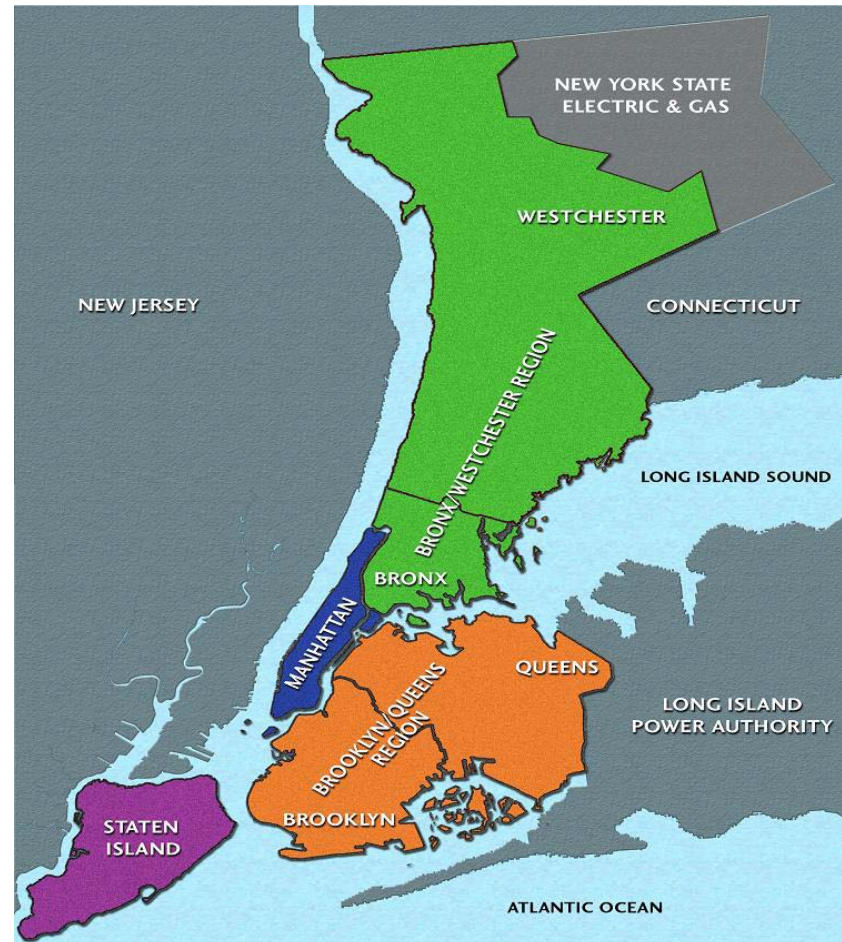 NEW YORK STATE
ELECTRIC & GAS
WESTCHESTER
NEW JERSEY
CONNECTICUT
BRONX/WESTCHESTER REGION
LONG ISLAND SOUND
BRONX
MANHATTAN
QUEENS
BROOKLYN/QUEENS
REGION
LONG ISLAND
POWER AUTHORITY
BROOKLYN
STATEN
ISLAND
ATLANTIC OCEAN